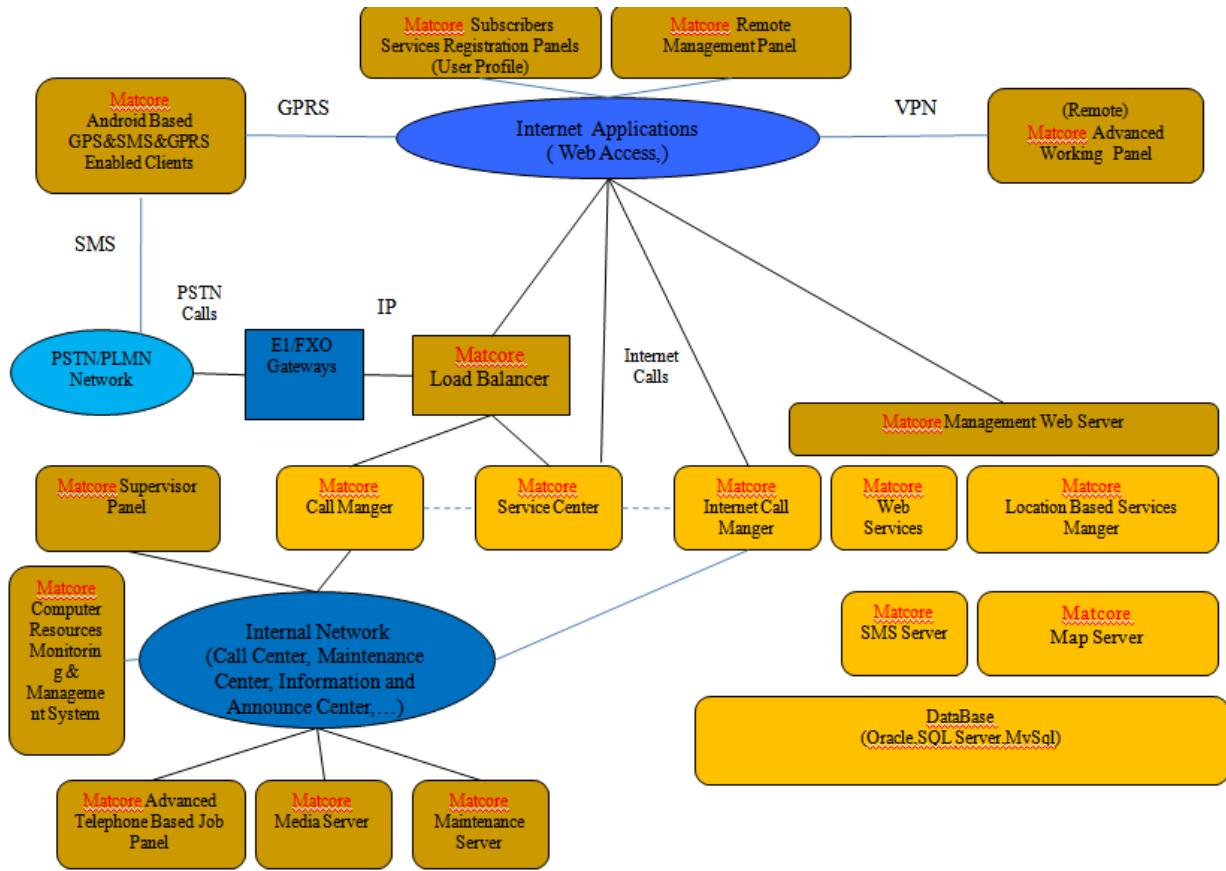 Matcore Subscribers
Services Registration Panels
(User Profile)
Matcore Remote
Management Panel
Matcore
Android Based
GPS&SMS&GPRS
Enabled Clients
GPRS
Internet Applications
( Web Access,)
VPN
(Remote)
Matcore Advanced
Working Panel
SMS
PSTN
Calls
IP
PSTN/PLMN
Network
E1/FXO
Gateways
Matcore
Load Balancer
Internet
Calls
Matcore Management Web Server
Matcore Supervisor
Panel
Matcore
Call Manger
Matcore
Service Center
Matcore
Internet Call
Manger
Matcore
Web
Services
Matcore
Location Based Services
Manger
Matcore
Computer
Resources
Monitorin
g &
Manageme
nt System
Internal Network
(Call Center, Maintenance
Center, Information and
Announce Center,…)
Matcore
SMS Server
Matcore
Map Server
DataBase
(Oracle,SQL Server,MySql)
Matcore Advanced
Telephone Based Job
Panel
Matcore
Media Server
Matcore
Maintenance
Server